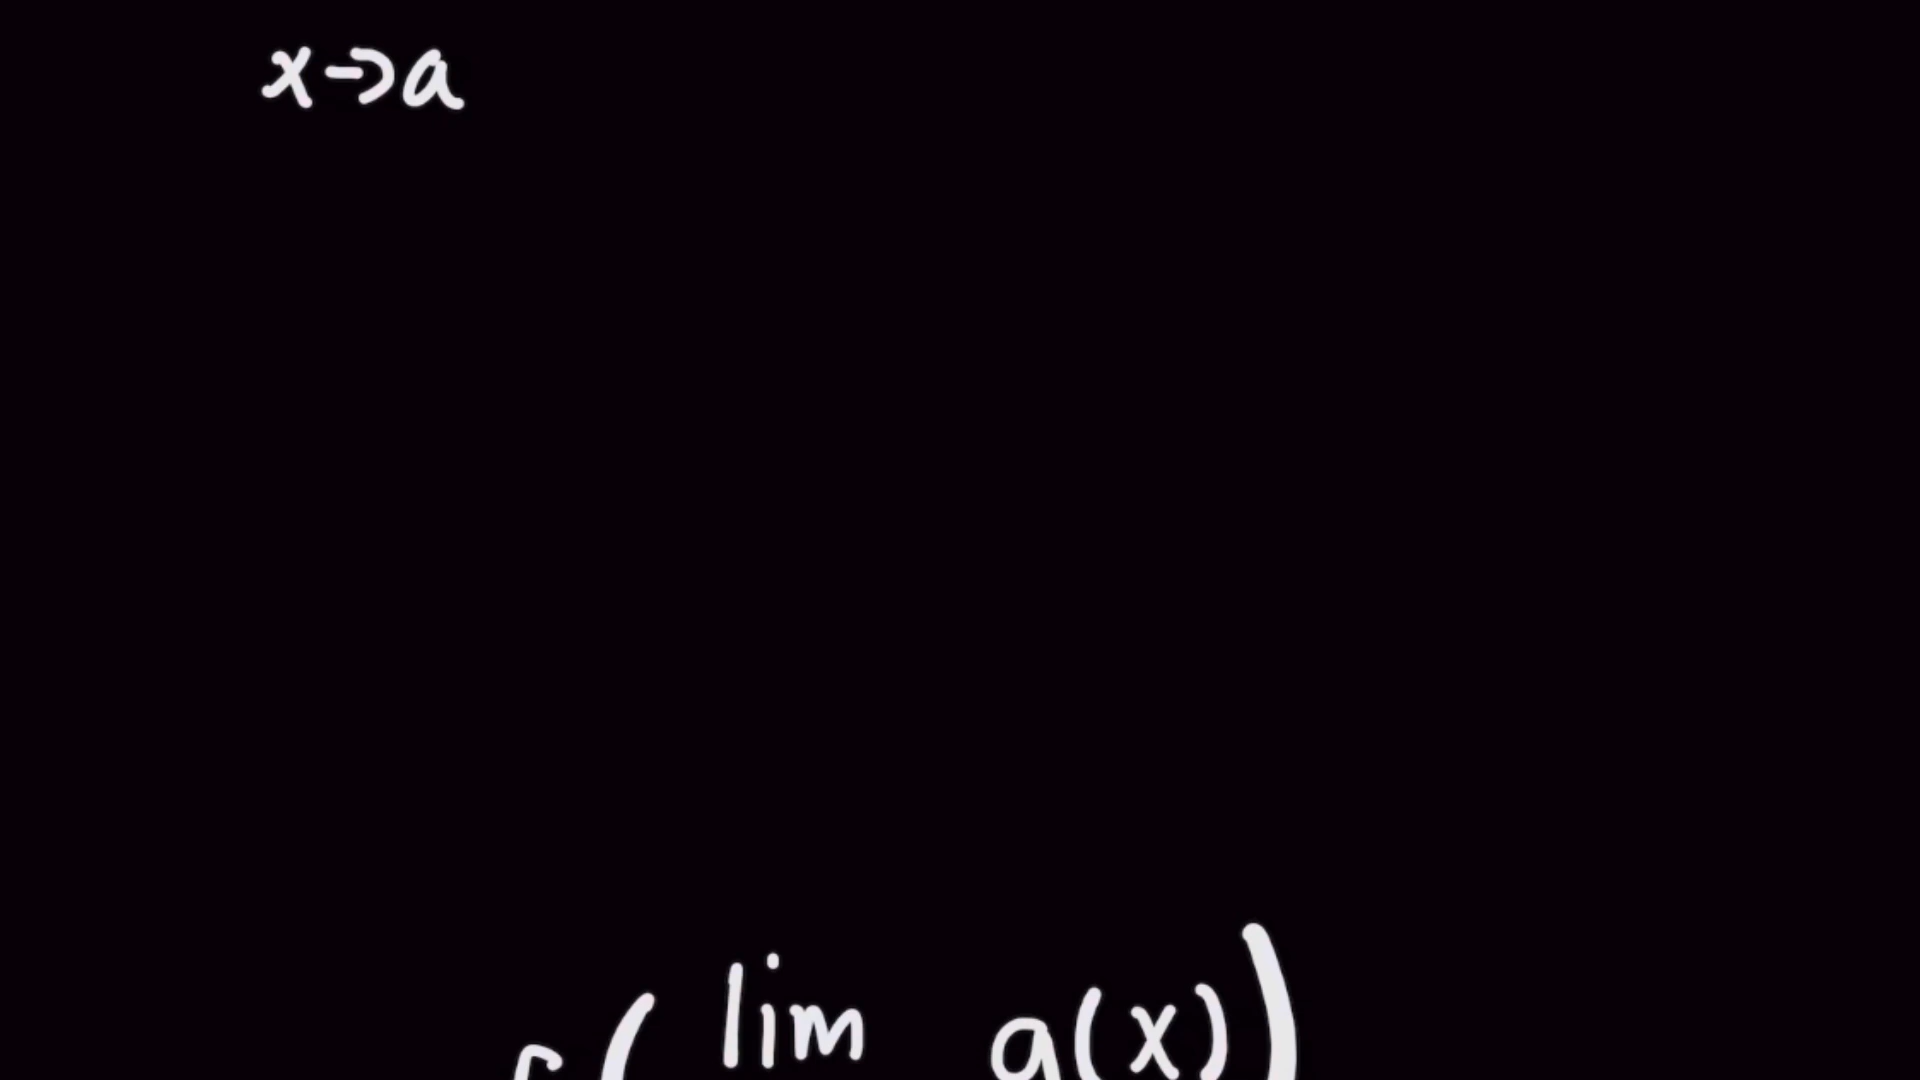 x→a
f( lim g(x))